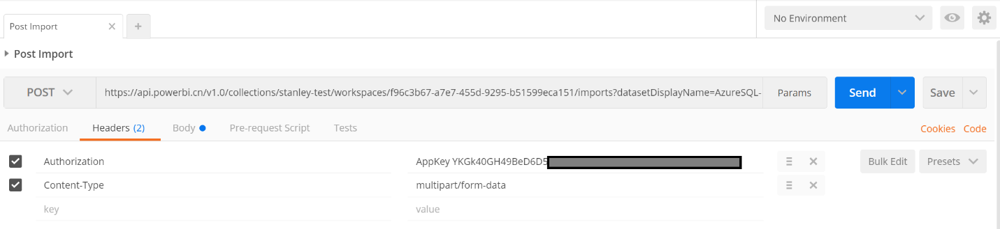 Post Import
No Environment
Post Import
POST https://api.powerbi.cn/v1.0/collections/stanley-test/workspaces/f96c3b67-a7e7-455d-9295-b51599eca151/imports?datasetDisplayName=AzureSQL- Params Send Save
Authorization Headers (2) Body Pre-request Script Tests Cookies Code
Authorization AppKey YKGk40GH49BeD6D5 Bulk Edit Presets
Content-Type multipart/form-data
key value